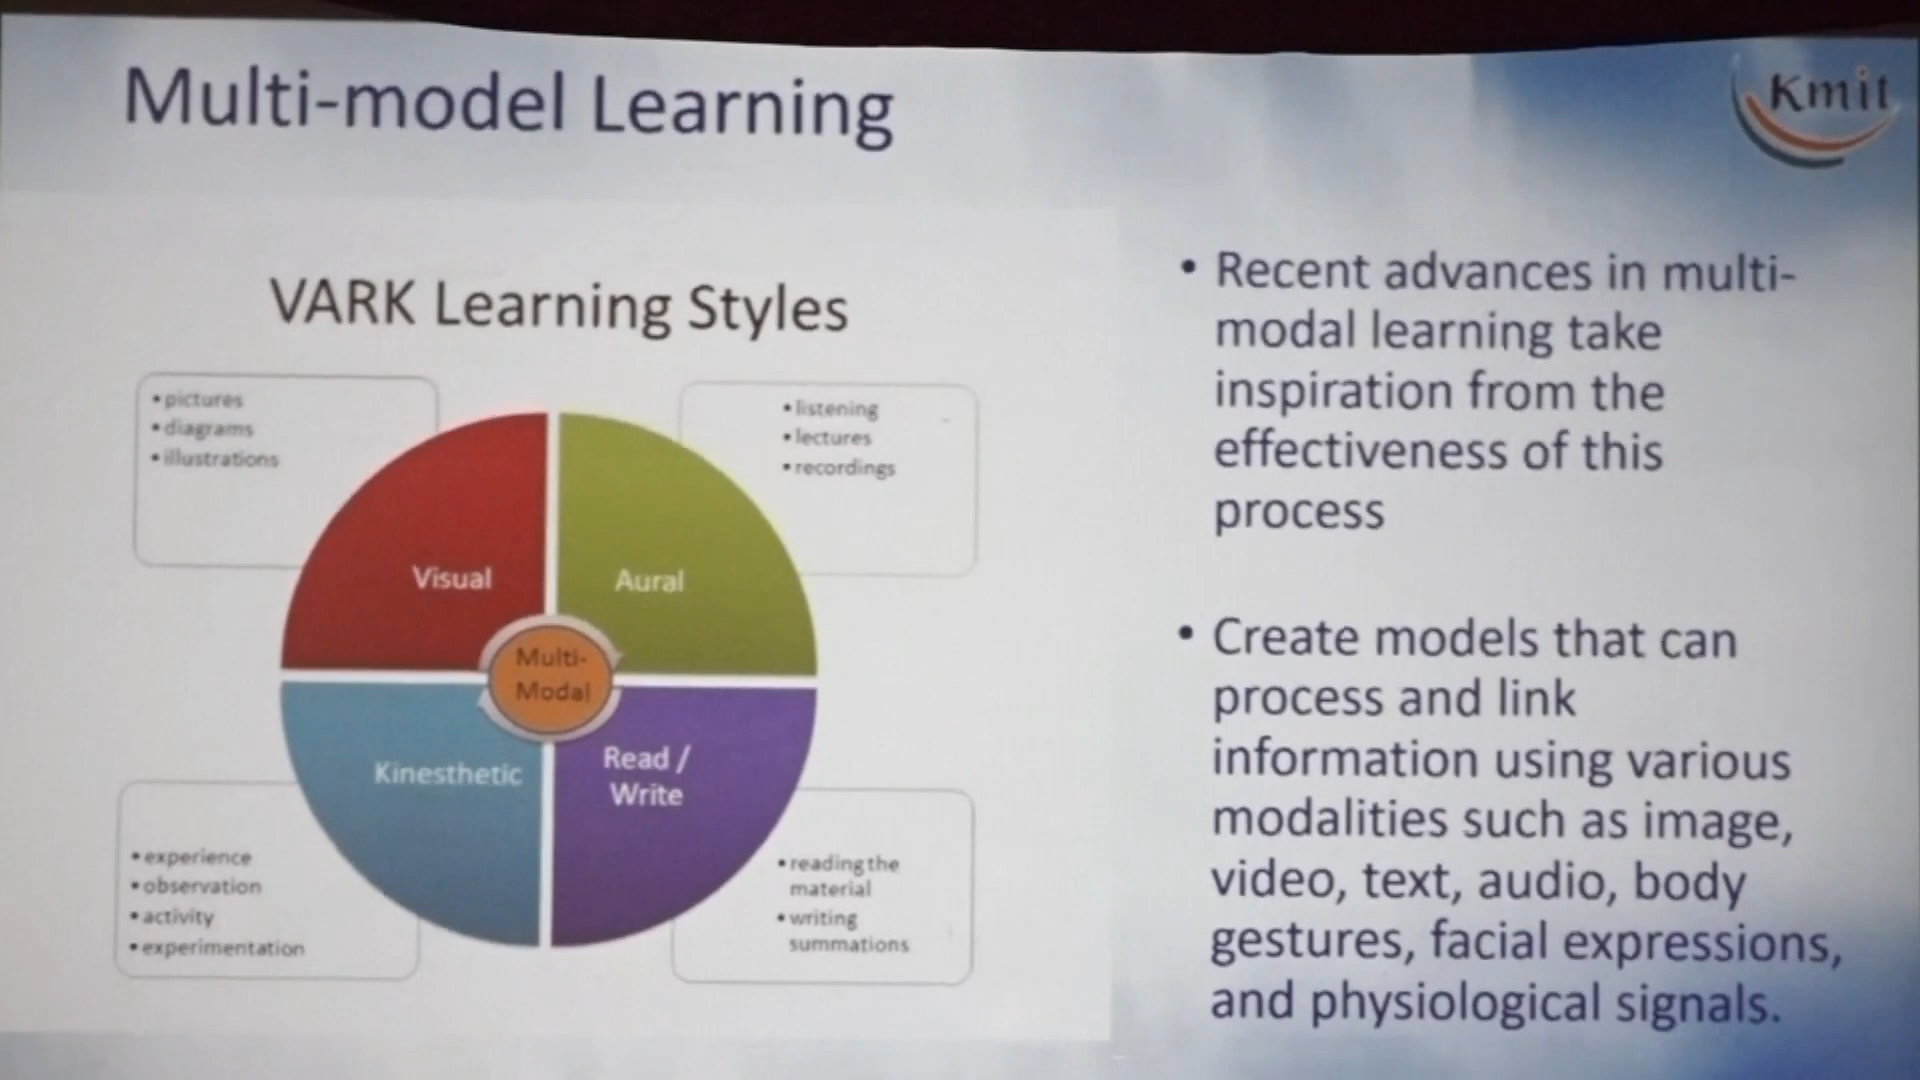 Multi-model Learning
Kmit
VARK Learning Styles
• pictures
• diagrams
• illustrations
• listening
• lectures
• recordings
Visual
Aural
Multi-
Modal
Kinesthetic
Read /
Write
• experience
• observation
• activity
• experimentation
• reading the
material
• writing
summations
• Recent advances in multi-
modal learning take
inspiration from the
effectiveness of this
process
• Create models that can
process and link
information using various
modalities such as image,
video, text, audio, body
gestures, facial expressions,
and physiological signals.